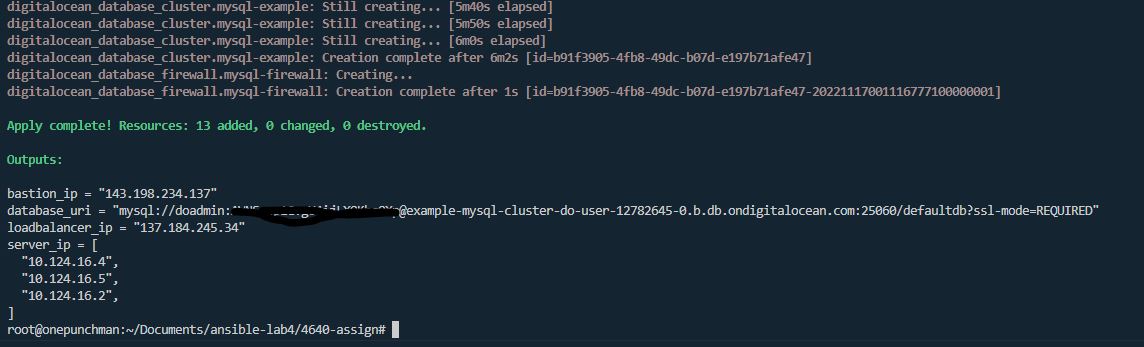 digitalocean_database_cluster.mysql-example: Still creating... [5m40s elapsed]
digitalocean_database_cluster.mysql-example: Still creating... [5m50s elapsed]
digitalocean_database_cluster.mysql-example: Still creating... [6m0s elapsed]
digitalocean_database_cluster.mysql-example: Creation complete after 6m2s [id=b91f3905-4fb8-49dc-b07d-e197b71afe47]
digitalocean_database_firewall.mysql-firewall: Creating...
digitalocean_database_firewall.mysql-firewall: Creation complete after 1s [id=b91f3905-4fb8-49dc-b07d-e197b71afe47-20221117001116777100000001]
Apply complete! Resources: 13 added, 0 changed, 0 destroyed.
Outputs:
bastion_ip = "143.198.234.137"
database_uri = "mysql://doadmin: @example-mysql-cluster-do-user-12782645-0.b.db.ondigitalocean.com:25060/defaultdb?ssl-mode=REQUIRED"
loadbalancer_ip = "137.184.245.34"
server_ip = [
"10.124.16.4",
"10.124.16.5",
"10.124.16.2",
]
root@onepunchman:~/Documents/ansible-lab4/4640-assign#